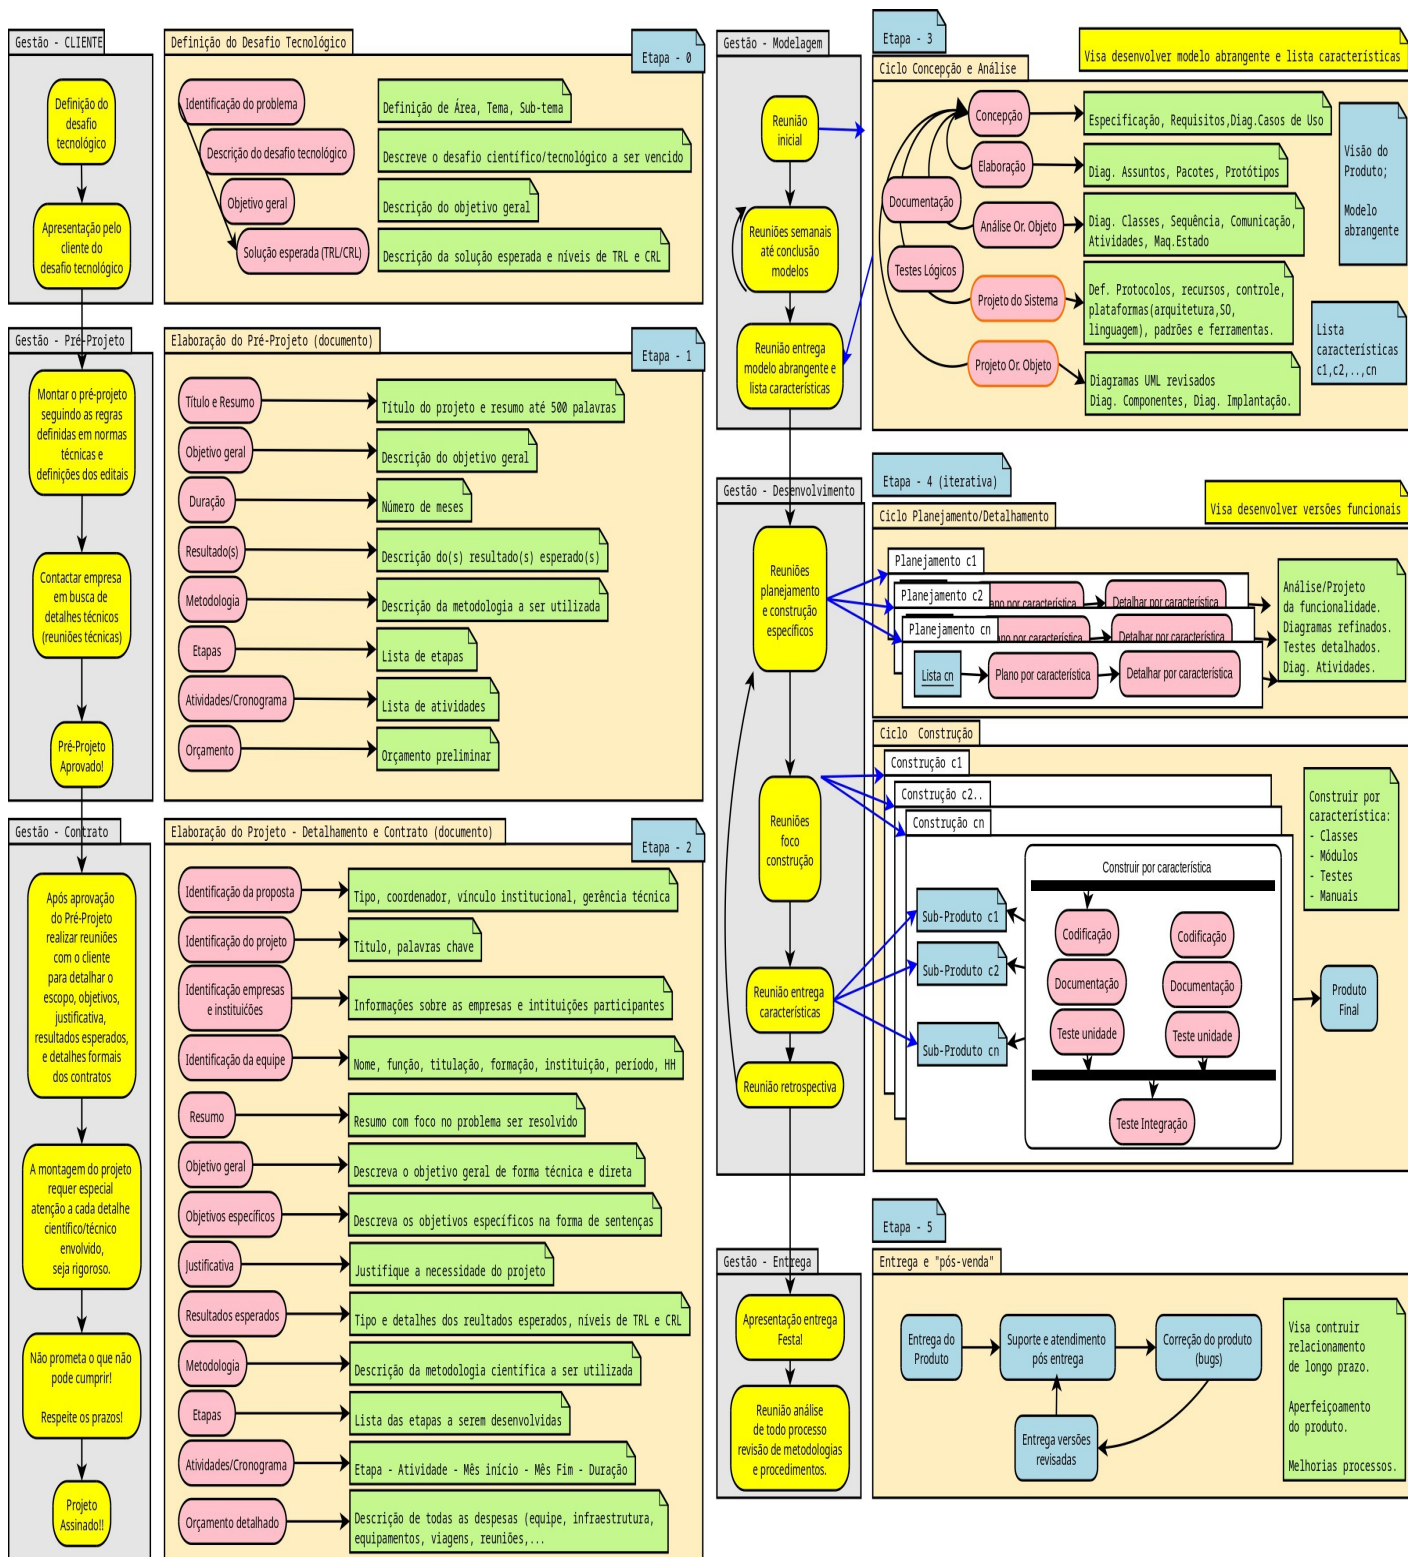 Gestão - CLIENTE
Definição do
desafio
tecnológico
Apresentação pelo
cliente do
desafio tecnológico
Definição do Desafio Tecnológico
Etapa - 0
Identificação do problema
Definição de Área, Tema, Sub-tema
Descrição do desafio tecnológico
Descreve o desafio científico/tecnológico a ser vencido
Objetivo geral
Descrição do objetivo geral
Solução esperada (TRL/CRL)
Descrição da solução esperada e níveis de TRL e CRL
Gestão - Pré-Projeto
Montar o pré-projeto
seguindo as regras
definidas em normas
técnicas e
definições dos editais
Contactar empresa
em busca de
detalhes técnicos
(reuniões técnicas)
Pré-Projeto
Aprovado!
Elaboração do Pré-Projeto (documento)
Etapa - 1
Título e Resumo
Título do projeto e resumo até 500 palavras
Objetivo geral
Descrição do objetivo geral
Duração
Número de meses
Resultado(s)
Descrição do(s) resultado(s) esperado(s)
Metodologia
Descrição da metodologia a ser utilizada
Etapas
Lista de etapas
Atividades/Cronograma
Lista de atividades
Orçamento
Orçamento preliminar
Gestão - Contrato
Após aprovação
do Pré-Projeto
realizar reuniões
com o cliente
para detalhar o
escopo, objetivos,
justificativa,
resultados esperados,
e detalhes formais
dos contratos
A montagem do projeto
requer especial
atenção a cada detalhe
científico/técnico
envolvido,
seja rigoroso.
Não prometa o que não
pode cumprir!
Respeite os prazos!
Projeto
Assinado!!
Elaboração do Projeto - Detalhamento e Contrato (documento)
Etapa - 2
Identificação da proposta
Tipo, coordenador, vínculo institucional, gerência técnica
Identificação do projeto
Titulo, palavras chave
Identificação empresas
e instituicões
Informações sobre as empresas e intituições participantes
Identificação da equipe
Nome, função, titulação, formação, instituição, período, HH
Resumo
Resumo com foco no problema ser resolvido
Objetivo geral
Descreva o objetivo geral de forma técnica e direta
Objetivos específicos
Descreva os objetivos específicos na forma de sentenças
Justificativa
Justifique a necessidade do projeto
Resultados esperados
Tipo e detalhes dos reultados esperados, níveis de TRL e CRL
Metodologia
Descrição da metodologia científica a ser utilizada
Etapas
Lista das etapas a serem desenvolvidas
Atividades/Cronograma
Etapa - Atividade - Mês início - Mês Fim - Duração
Orçamento detalhado
Descrição de todas as despesas (equipe, infraestrutura,
equipamentos, viagens, reuniões,...
Gestão - Modelagem
Reunião
inicial
Reuniões semanais
até conclusão
modelos
Reunião entrega
modelo abrangente e
lista característicias
Etapa - 3
Visa desenvolver modelo abrangente e lista características
Ciclo Concepção e Análise
Concepção
Especificação, Requisitos,Diag.Casos de Uso
Elaboração
Diag. Assuntos, Pacotes, Protótipos
Documentação
Análise Or. Objeto
Diag. Classes, Sequência, Comunicação,
Atividades, Maq.Estado
Testes Lógicos
Projeto do Sistema
Def. Protocolos, recursos, controle,
plataformas(arquitetura,SO,
linguagem), padrões e ferramentas.
Projeto Or. Objeto
Diagramas UML revisados
Diag. Componentes, Diag. Implantação.
Visão do
Produto;
Modelo
abrangente
Lista
características
c1,c2,..,cn
Gestão - Desenvolvimento
Reuniões
planejamento
e construção
específicos
Reuniões
foco
construção
Reunião entrega
características
Reunião retrospectiva
Etapa - 4 (iterativa)
Visa desenvolver versões funcionais
Ciclo Planejamento/Detalhamento
Planejamento c1
Detalhar por característica
Planejamento c2
Detalhar por característica
Planejamento cn
Lista cn
Plano por característica
Detalhar por característica
Análise/Projeto
da funcionalidade.
Diagramas refinados.
Testes detalhados.
Diag. Atividades.
Ciclo Construção
Construção c1
Construção c2..
Construção cn
Construir por característica
Sub-Produto c1
Sub-Produto c2
Sub-Produto cn
Codificação
Documentação
Teste unidade
Codificação
Documentação
Teste unidade
Teste Integração
Construir por
característica:
- Classes
- Módulos
- Testes
- Manuais
Produto
Final
Gestão - Entrega
Apresentação entrega
Festa!
Reunião análise
de todo processo
revisão de metodologias
e procedimentos.
Etapa - 5
Entrega e "pós-venda"
Entrega do
Produto
Suporte e atendimento
pós entrega
Correção do produto
(bugs)
Entrega versões
revisadas
Visa contruir
relacionamento
de longo prazo.
Aperfeiçoamento
do produto.
Melhorias processos.